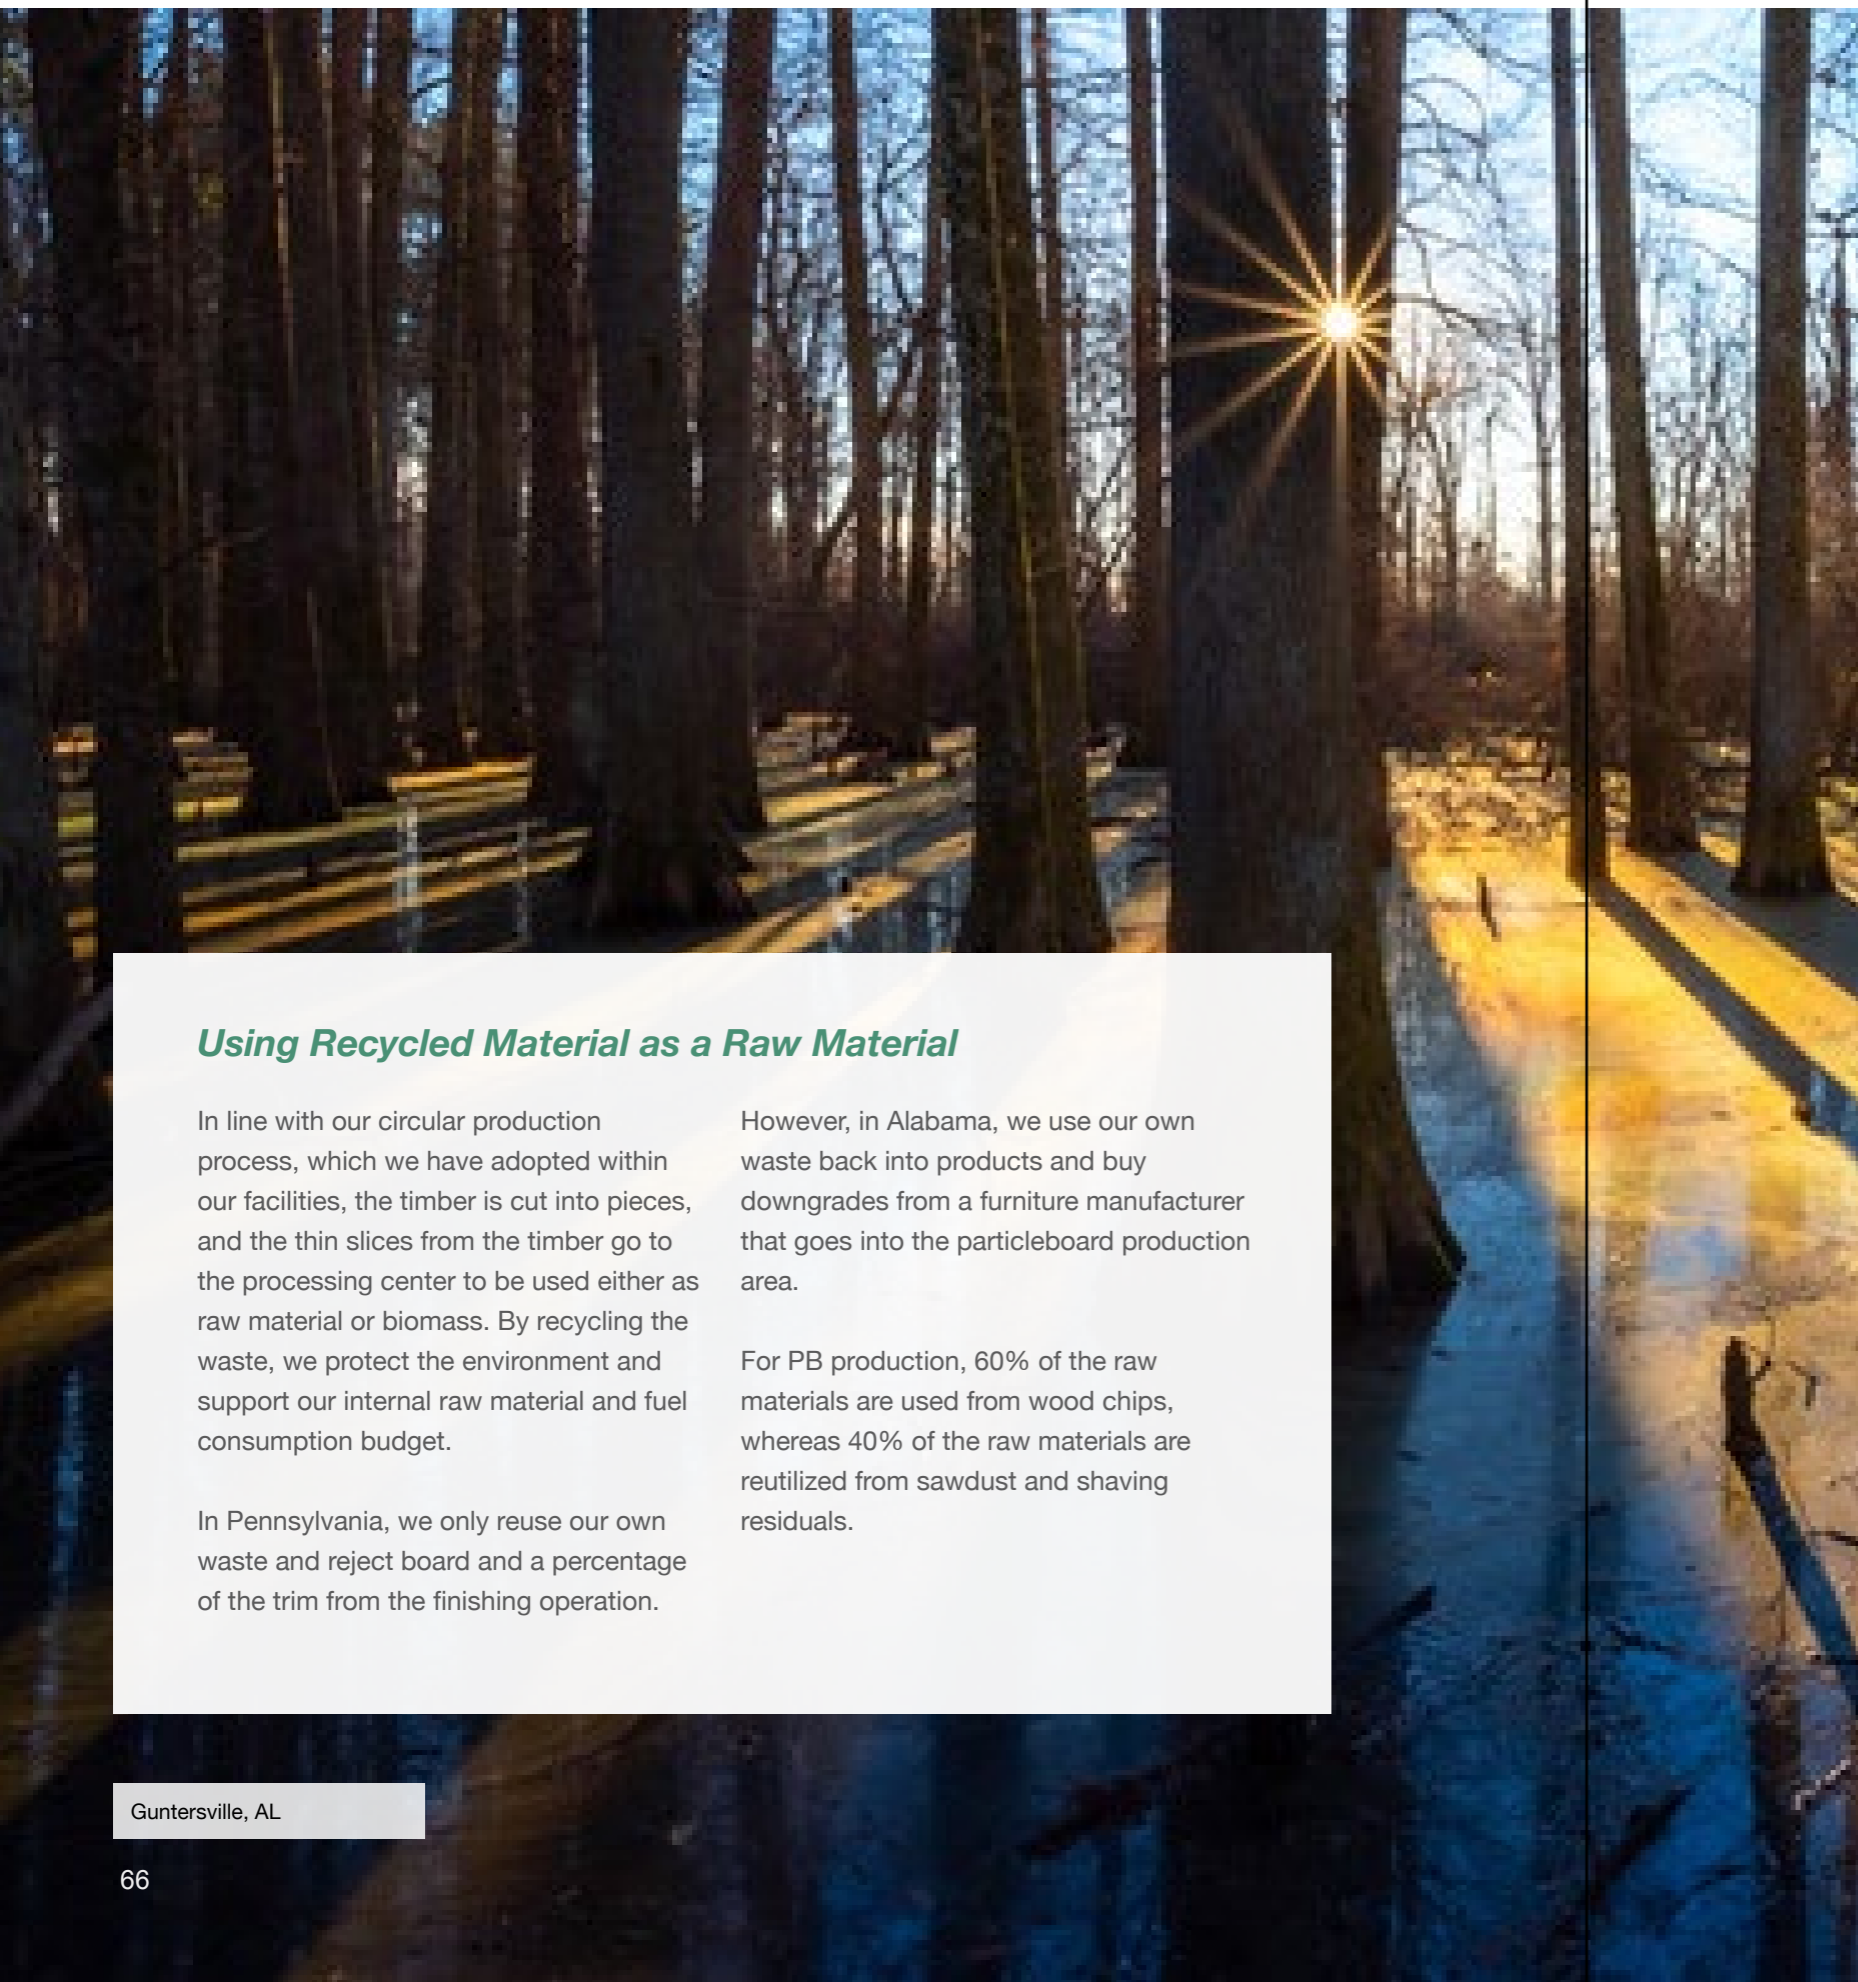 Using Recycled Material as a Raw Material
In line with our circular production
process, which we have adopted within
our facilities, the timber is cut into pieces,
and the thin slices from the timber go to
the processing center to be used either as
raw material or biomass. By recycling the
waste, we protect the environment and
support our internal raw material and fuel
consumption budget.
In Pennsylvania, we only reuse our own
waste and reject board and a percentage
of the trim from the finishing operation.
However, in Alabama, we use our own
waste back into products and buy
downgrades from a furniture manufacturer
that goes into the particleboard production
area.
For PB production, 60% of the raw
materials are used from wood chips,
whereas 40% of the raw materials are
reutilized from sawdust and shaving
residuals.
Guntersville, AL
66